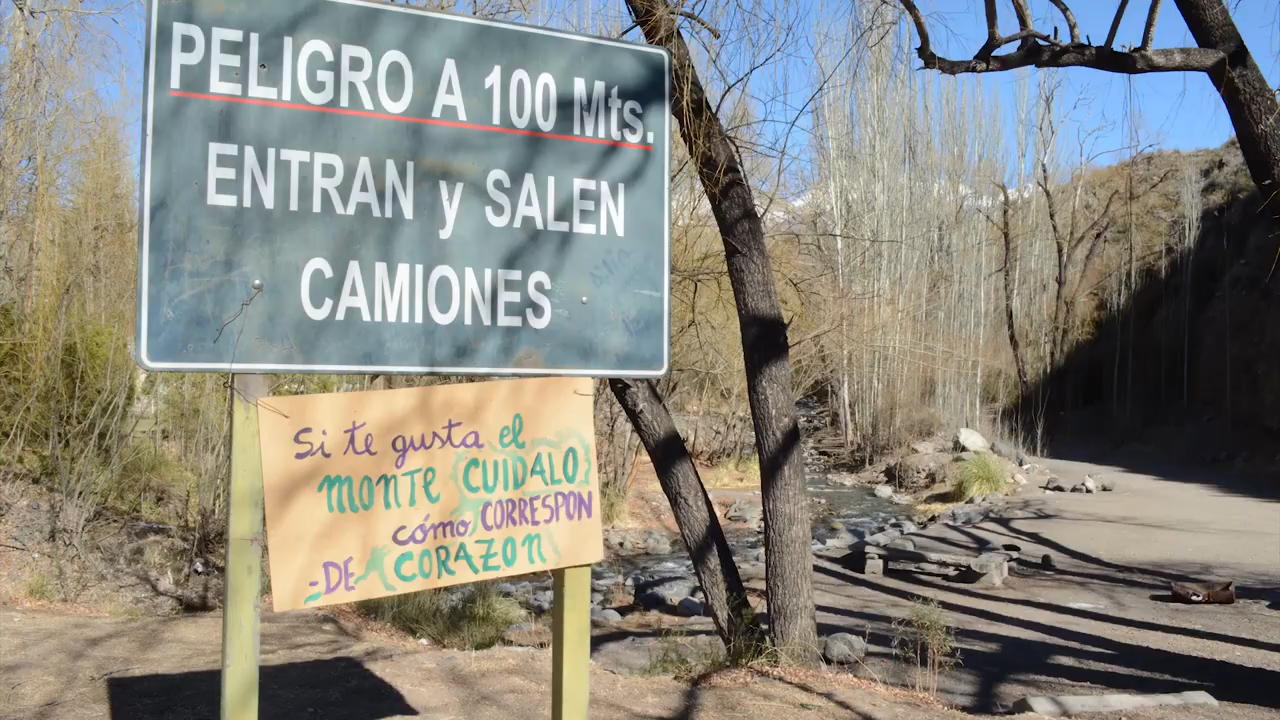 PELIGRO A 100 Mts.
ENTRAN y SALEN
CAMIONES
Si te gusta el
MONTE CUIDALO
cómo CORRESPON
-DE A CORAZON